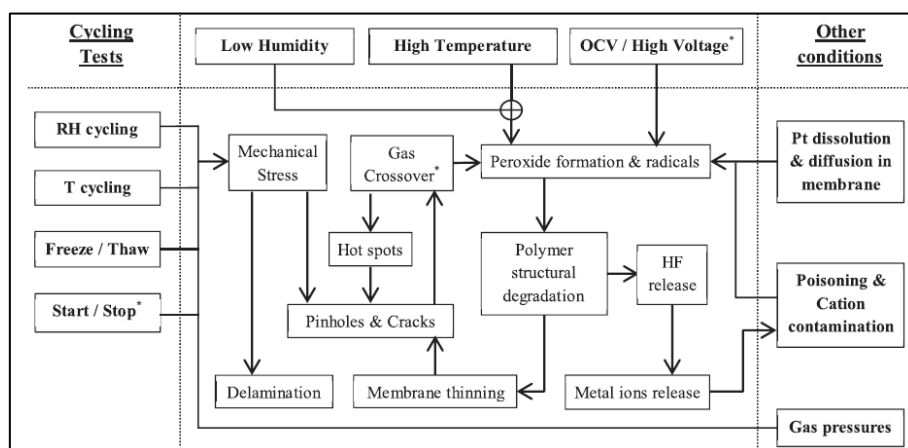 Cycling
Tests
Low Humidity
High Temperature
OCV / High Voltage*
Other
conditions
RH cycling
T cycling
Freeze / Thaw
Start / Stop*
Mechanical
Stress
Gas
Crossover*
Peroxide formation & radicals
Hot spots
Polymer
structural
degradation
HF
release
Pinholes & Cracks
Delamination
Membrane thinning
Metal ions release
Pt dissolution
& diffusion in
membrane
Poisoning &
Cation
contamination
Gas pressures